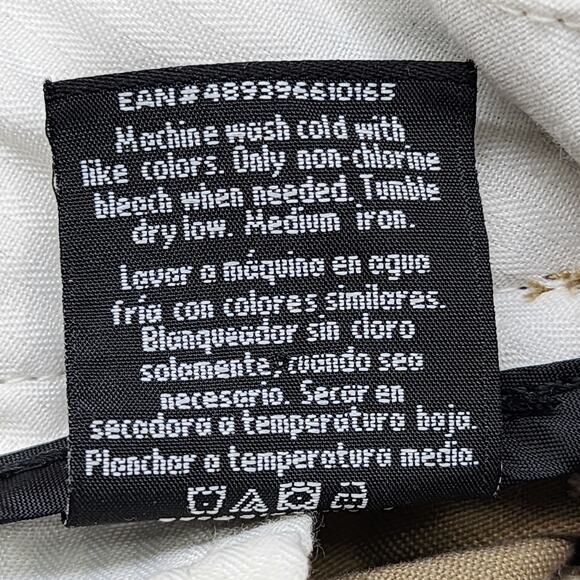 EAN#489396610165
Machine wash cold with
like colors. Only non-chlorine
bleach when needed. Tumble
dry low. Medium iron.
Lavar a máquina en agua
fría con colores similares.
Blanqueador sin cloro
solamente, cuando sea
necesario. Secar en
secadora a temperatura baja.
Planchar a temperatura media.